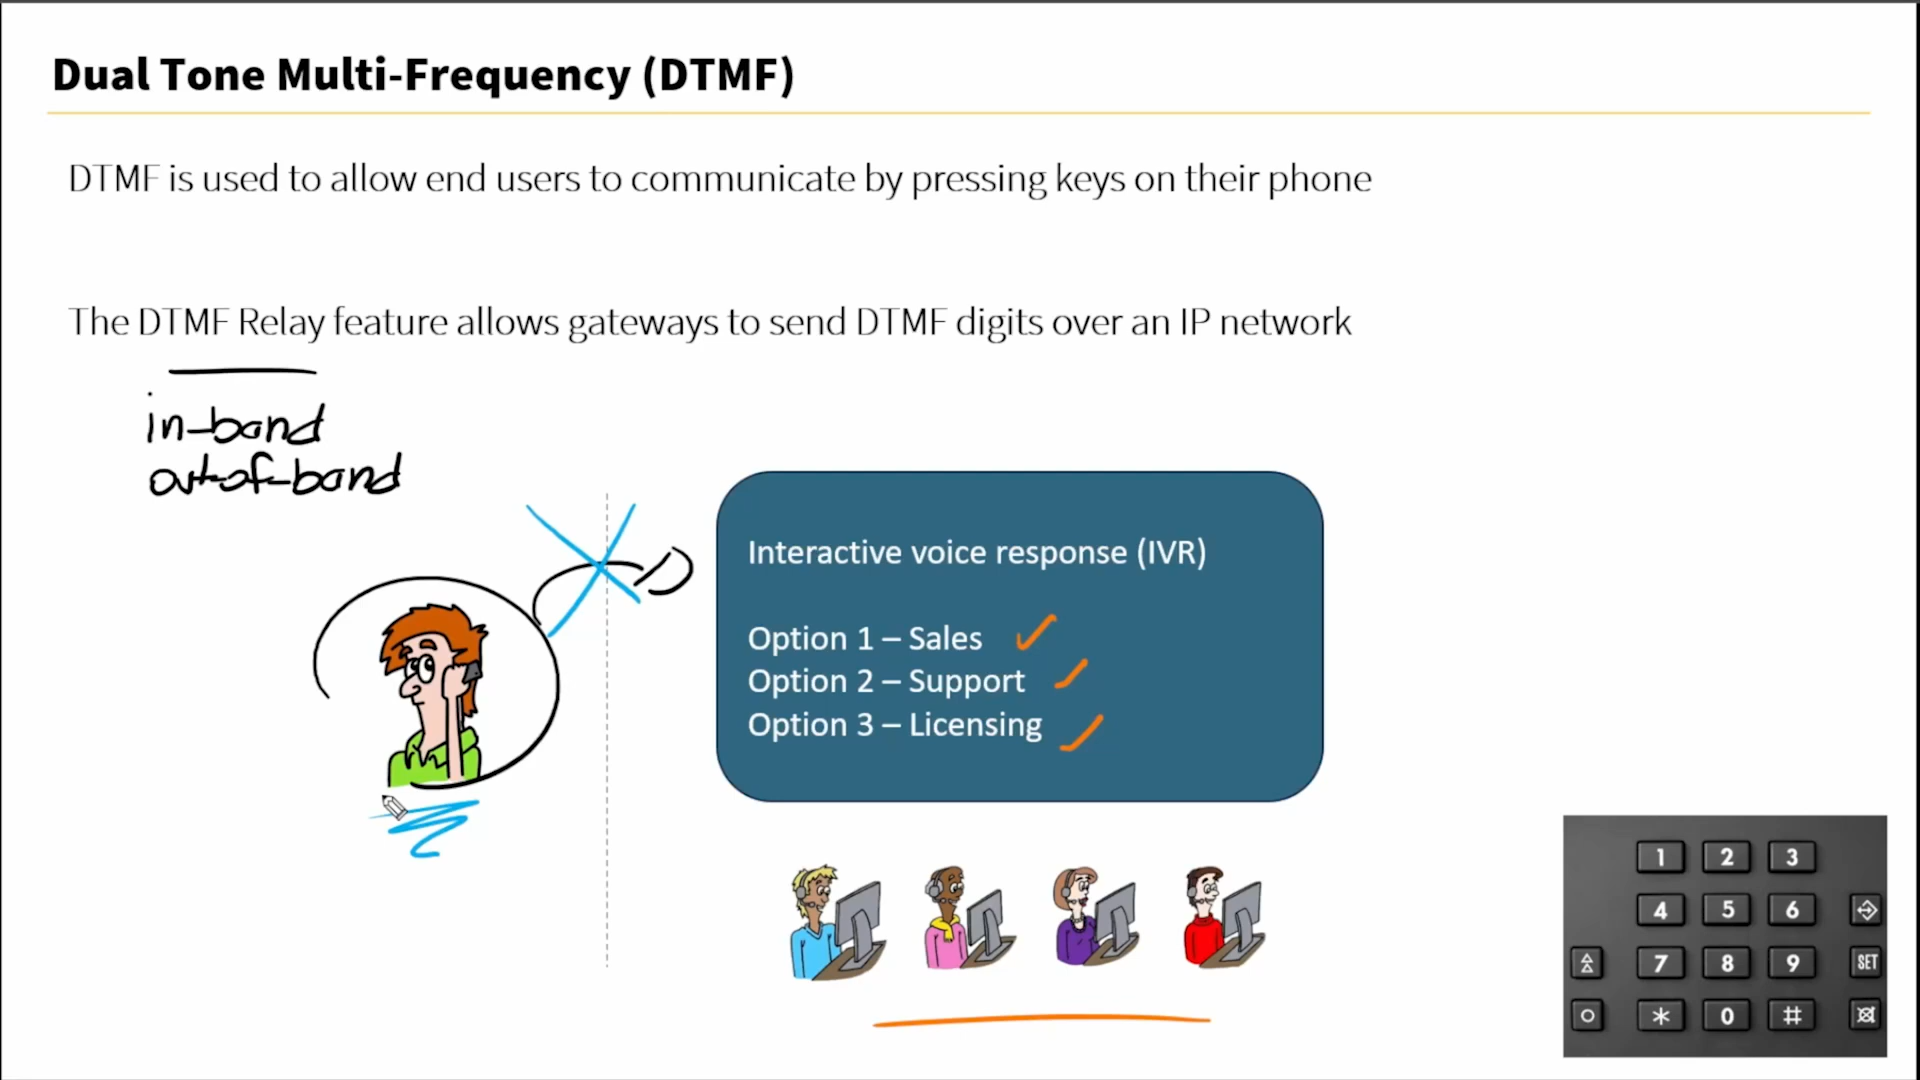 Dual Tone Multi-Frequency (DTMF)
DTMF is used to allow end users to communicate by pressing keys on their phone
The DTMF Relay feature allows gateways to send DTMF digits over an IP network
in-band
out-of-band
Interactive voice response (IVR)
Option 1 – Sales
Option 2 – Support
Option 3 – Licensing
1 2 3
4 5 6
7 8 9 SET
* 0 #